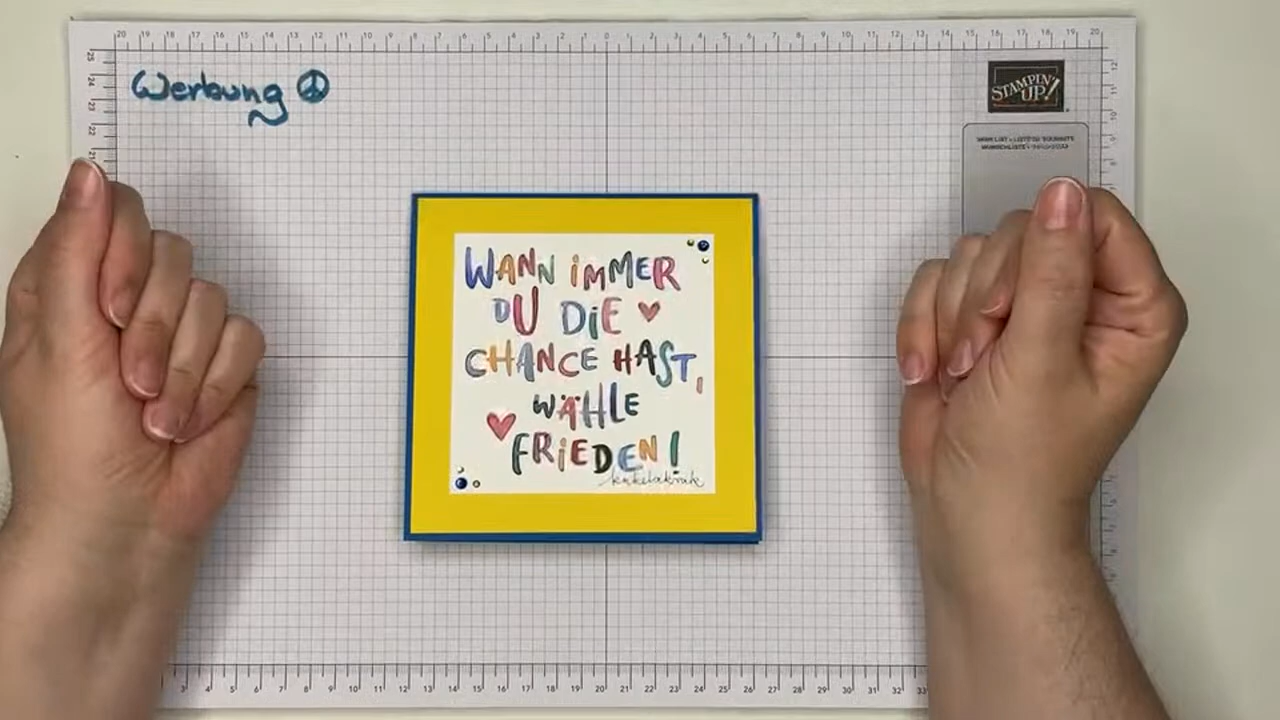 Werbung
STAMPIN' UP!
WANN iMMER
DU DiE
CHANCE HAST,
WÄHLE
FRiEDEN!